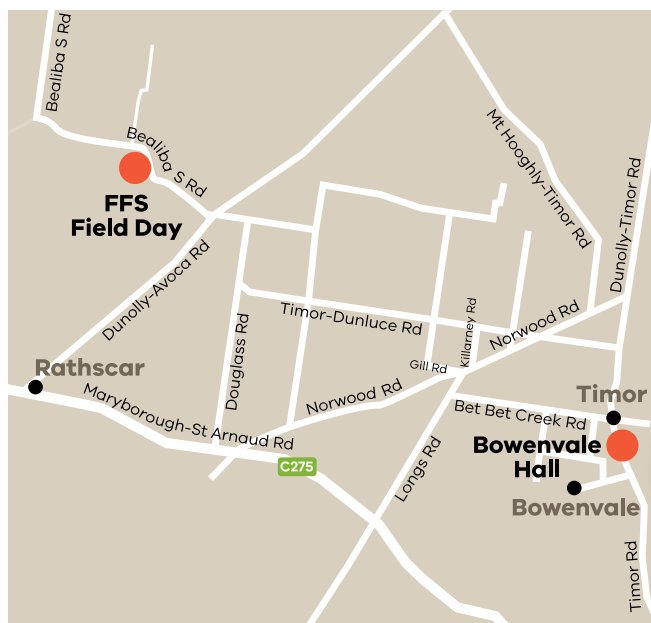 Bealiba S Rd
Bealiba S Rd
FFS
Field Day
Mt Hooghly-Timor Rd
Dunolly-Timor Rd
Dunolly-Avoca Rd
Timor-Dunluce Rd
Douglass Rd
Killarney Rd
Norwood Rd
Gill Rd
Rathscar
Norwood Rd
Maryborough-St Arnaud Rd
Timor
Bet Bet Creek Rd
Bowenvale
Hall
C275
Longs Rd
Bowenvale
Timor Rd